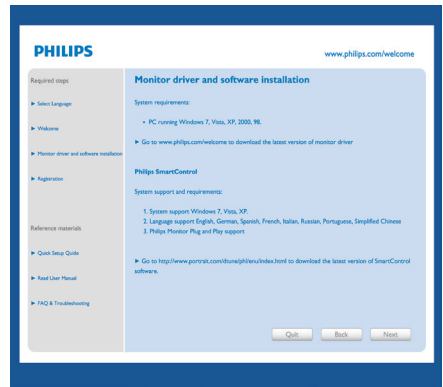 PHILIPS
www.philips.com/welcome
Required steps
Select Language
Welcome
Monitor driver and software installation
Registration
Reference materials
Quick Setup Guide
Read User Manual
FAQ & Troubleshooting
Monitor driver and software installation
System requirements:
• PC running Windows 7, Vista, XP, 2000, 98.
Go to www.philips.com/welcome to download the latest version of monitor driver
Philips SmartControl
System support and requirements:
1. System support Windows 7, Vista, XP.
2. Language support English, German, Spanish, French, Italian, Russian, Portuguese, Simplified Chinese
3. Philips Monitor Plug and Play support
Go to http://www.portrait.com/dtune/phl/enu/index.html to download the latest version of SmartControl
software.
Quit
Back
Next